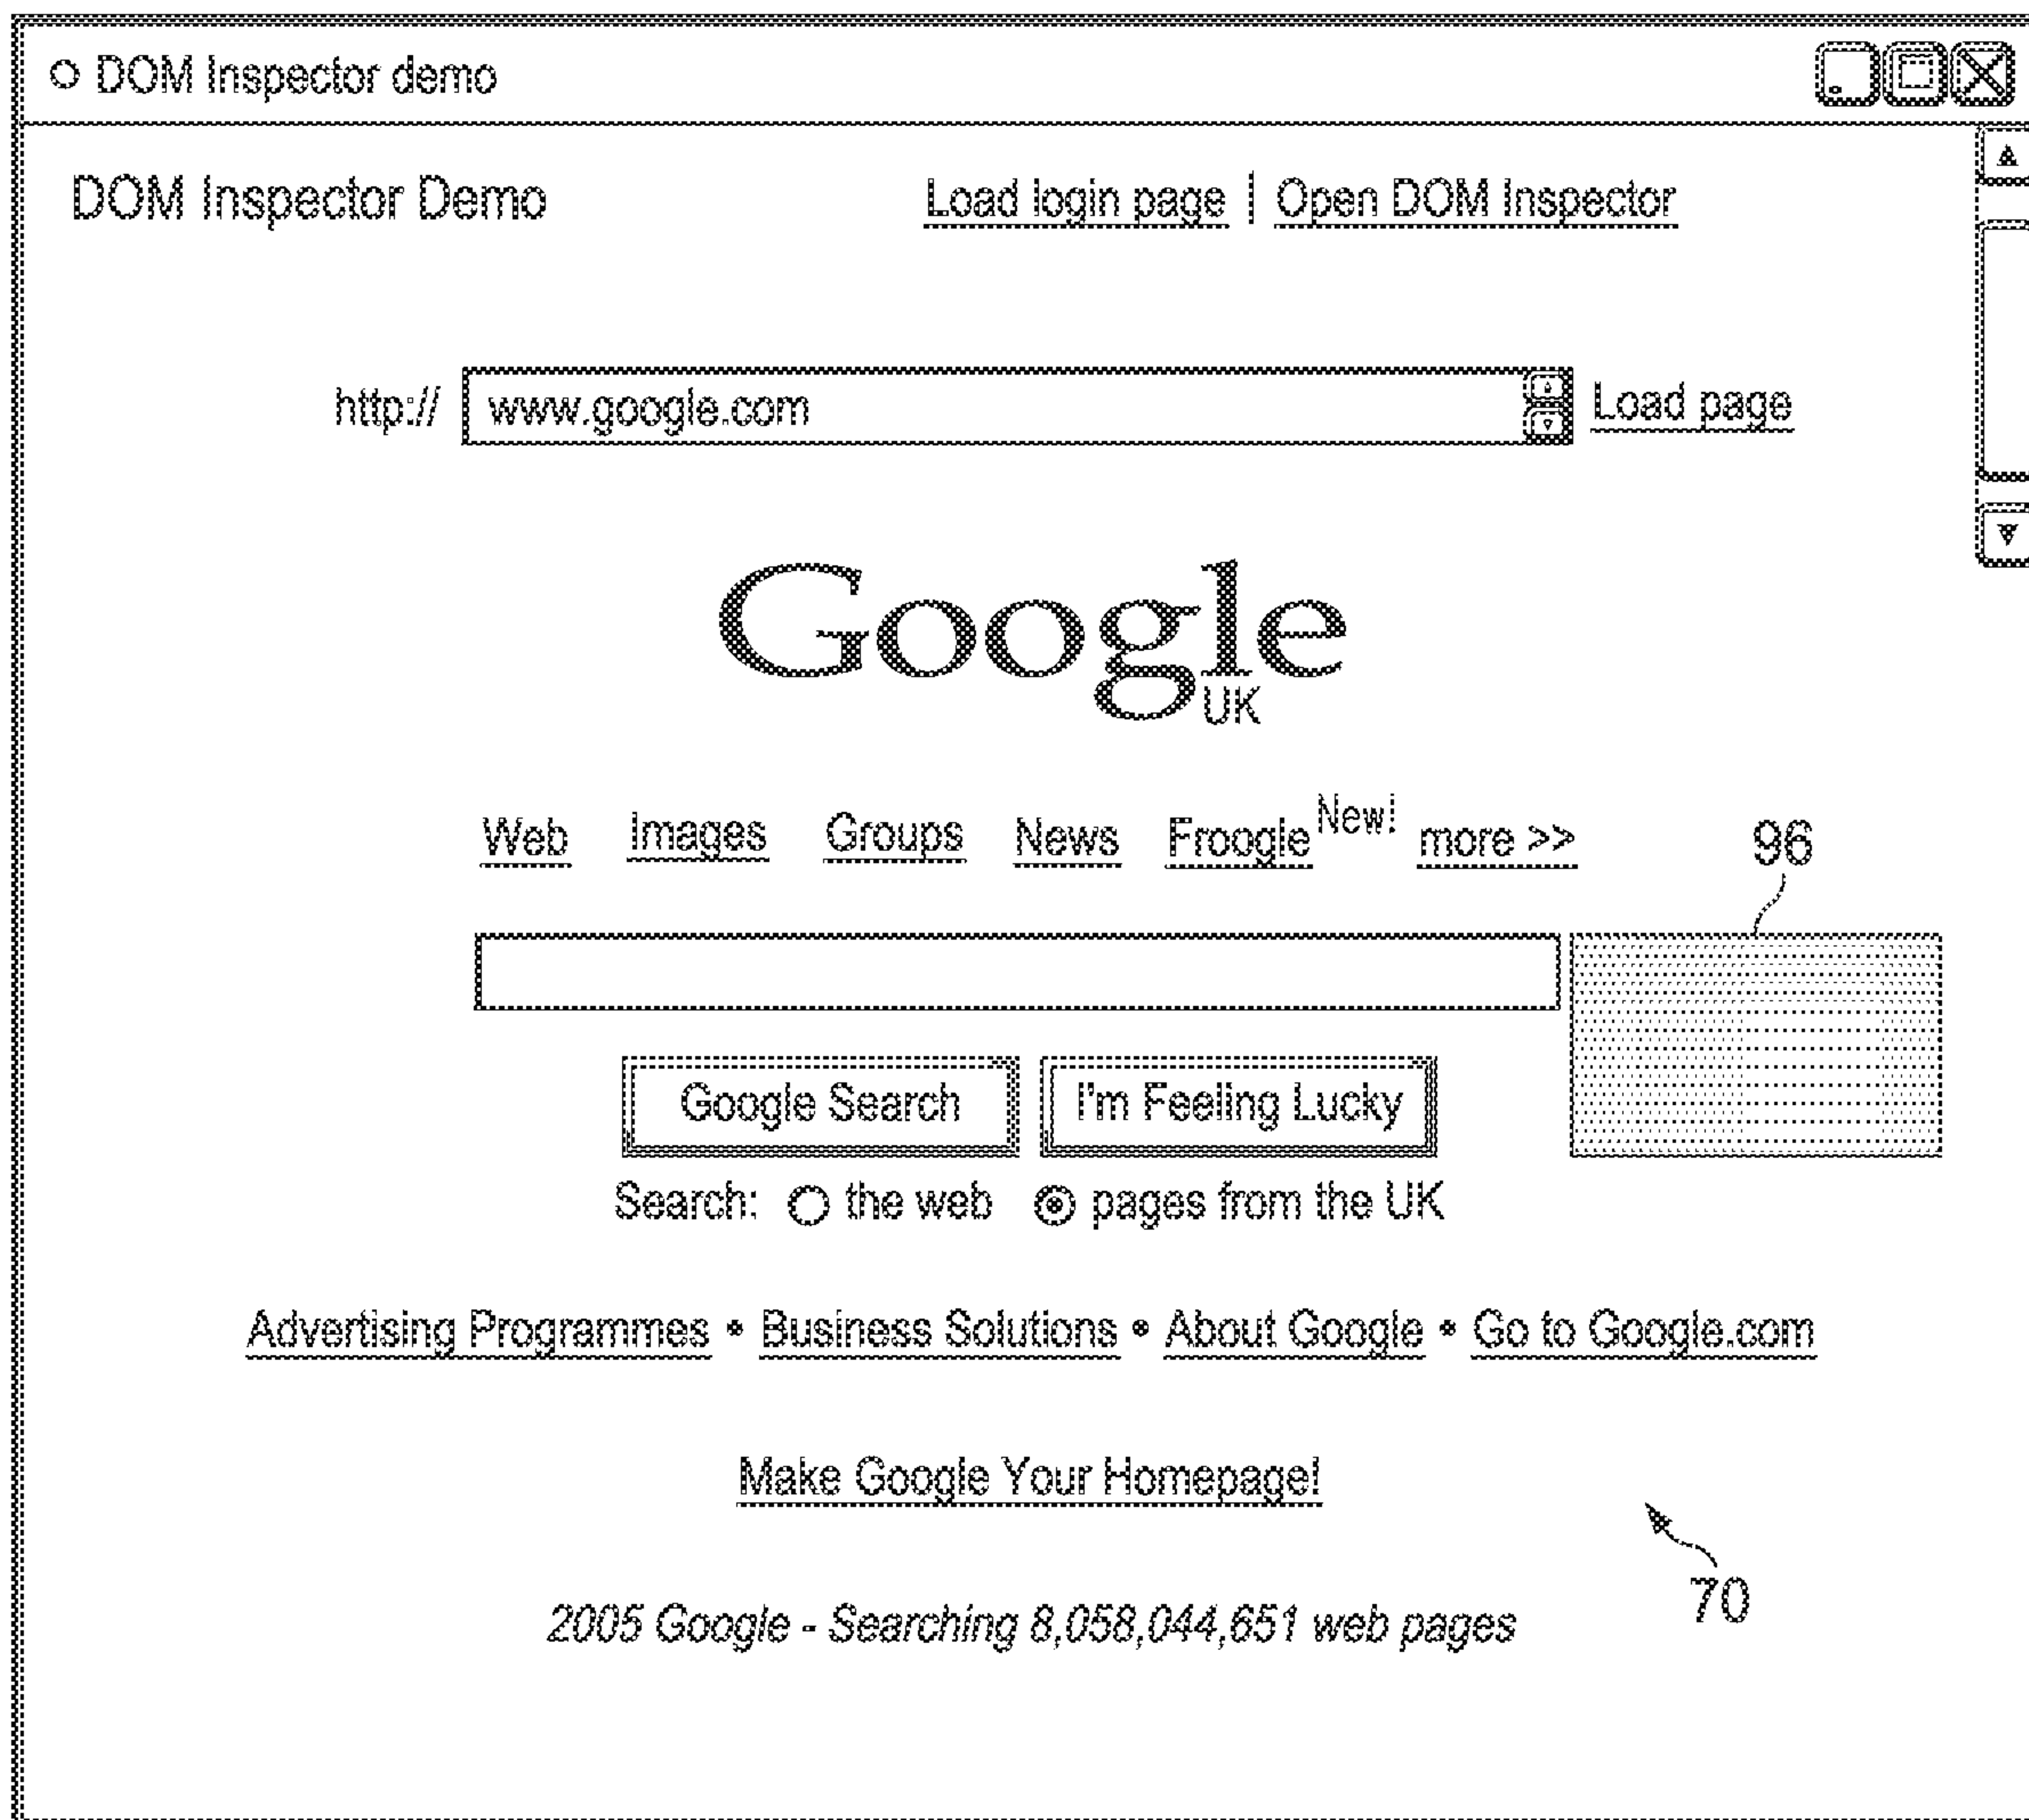 DOM Inspector demo
DOM Inspector Demo Load login page | Open DOM Inspector
http:// www.google.com Load page
Google
UK
Web Images Groups News Froogle New! more >>
96
Google Search I'm Feeling Lucky
Search: the web pages from the UK
Advertising Programmes • Business Solutions • About Google • Go to Google.com
Make Google Your Homepage!
70
2005 Google - Searching 8,058,044,651 web pages